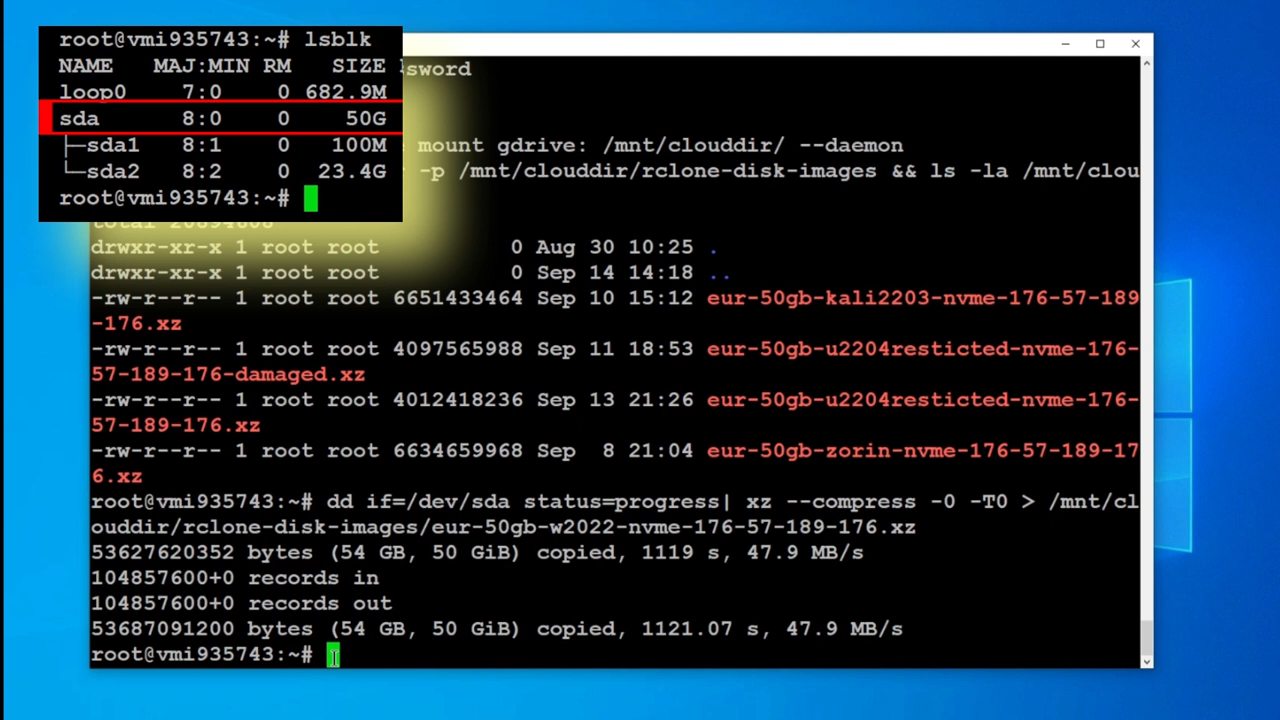 root@vmi935743:~# lsblk
NAME MAJ:MIN RM SIZE
loop0 7:0 0 682.9M
sda 8:0 0 50G
├─sda1 8:1 0 100M
└─sda2 8:2 0 23.4G
root@vmi935743:~#
sword
mount gdrive: /mnt/clouddir/ --daemon
-p /mnt/clouddir/rclone-disk-images && ls -la /mnt/clou
total 20894608
drwxr-xr-x 1 root root 0 Aug 30 10:25 .
drwxr-xr-x 1 root root 0 Sep 14 14:18 ..
-rw-r--r-- 1 root root 6651433464 Sep 10 15:12 eur-50gb-kali2203-nvme-176-57-189
-176.xz
-rw-r--r-- 1 root root 4097565988 Sep 11 18:53 eur-50gb-u2204resticted-nvme-176-
57-189-176-damaged.xz
-rw-r--r-- 1 root root 4012418236 Sep 13 21:26 eur-50gb-u2204resticted-nvme-176-
57-189-176.xz
-rw-r--r-- 1 root root 6634659968 Sep 8 21:04 eur-50gb-zorin-nvme-176-57-189-17
6.xz
root@vmi935743:~# dd if=/dev/sda status=progress| xz --compress -0 -T0 > /mnt/cl
ouddir/rclone-disk-images/eur-50gb-w2022-nvme-176-57-189-176.xz
53627620352 bytes (54 GB, 50 GiB) copied, 1119 s, 47.9 MB/s
104857600+0 records in
104857600+0 records out
53687091200 bytes (54 GB, 50 GiB) copied, 1121.07 s, 47.9 MB/s
root@vmi935743:~#